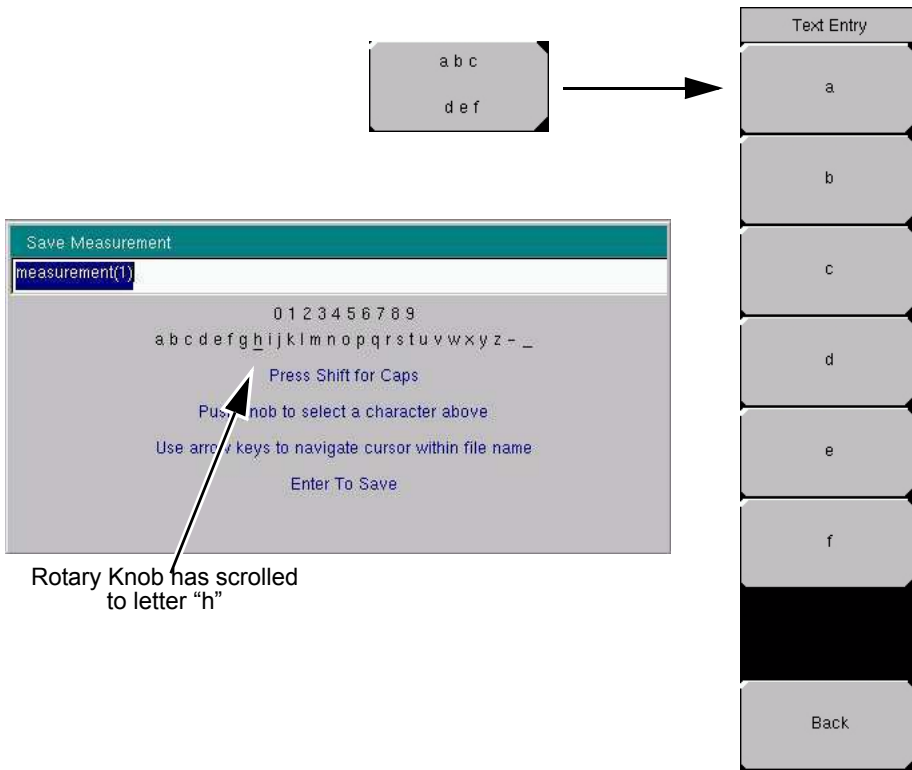 Text Entry
a b c
d e f
a
b
c
d
e
f
Back
Save Measurement
measurement(1)
0 1 2 3 4 5 6 7 8 9
a b c d e f g h i j k l m n o p q r s t u v w x y z - _
Press Shift for Caps
Push knob to select a character above
Use arrow keys to navigate cursor within file name
Enter To Save
Rotary Knob has scrolled
to letter “h”